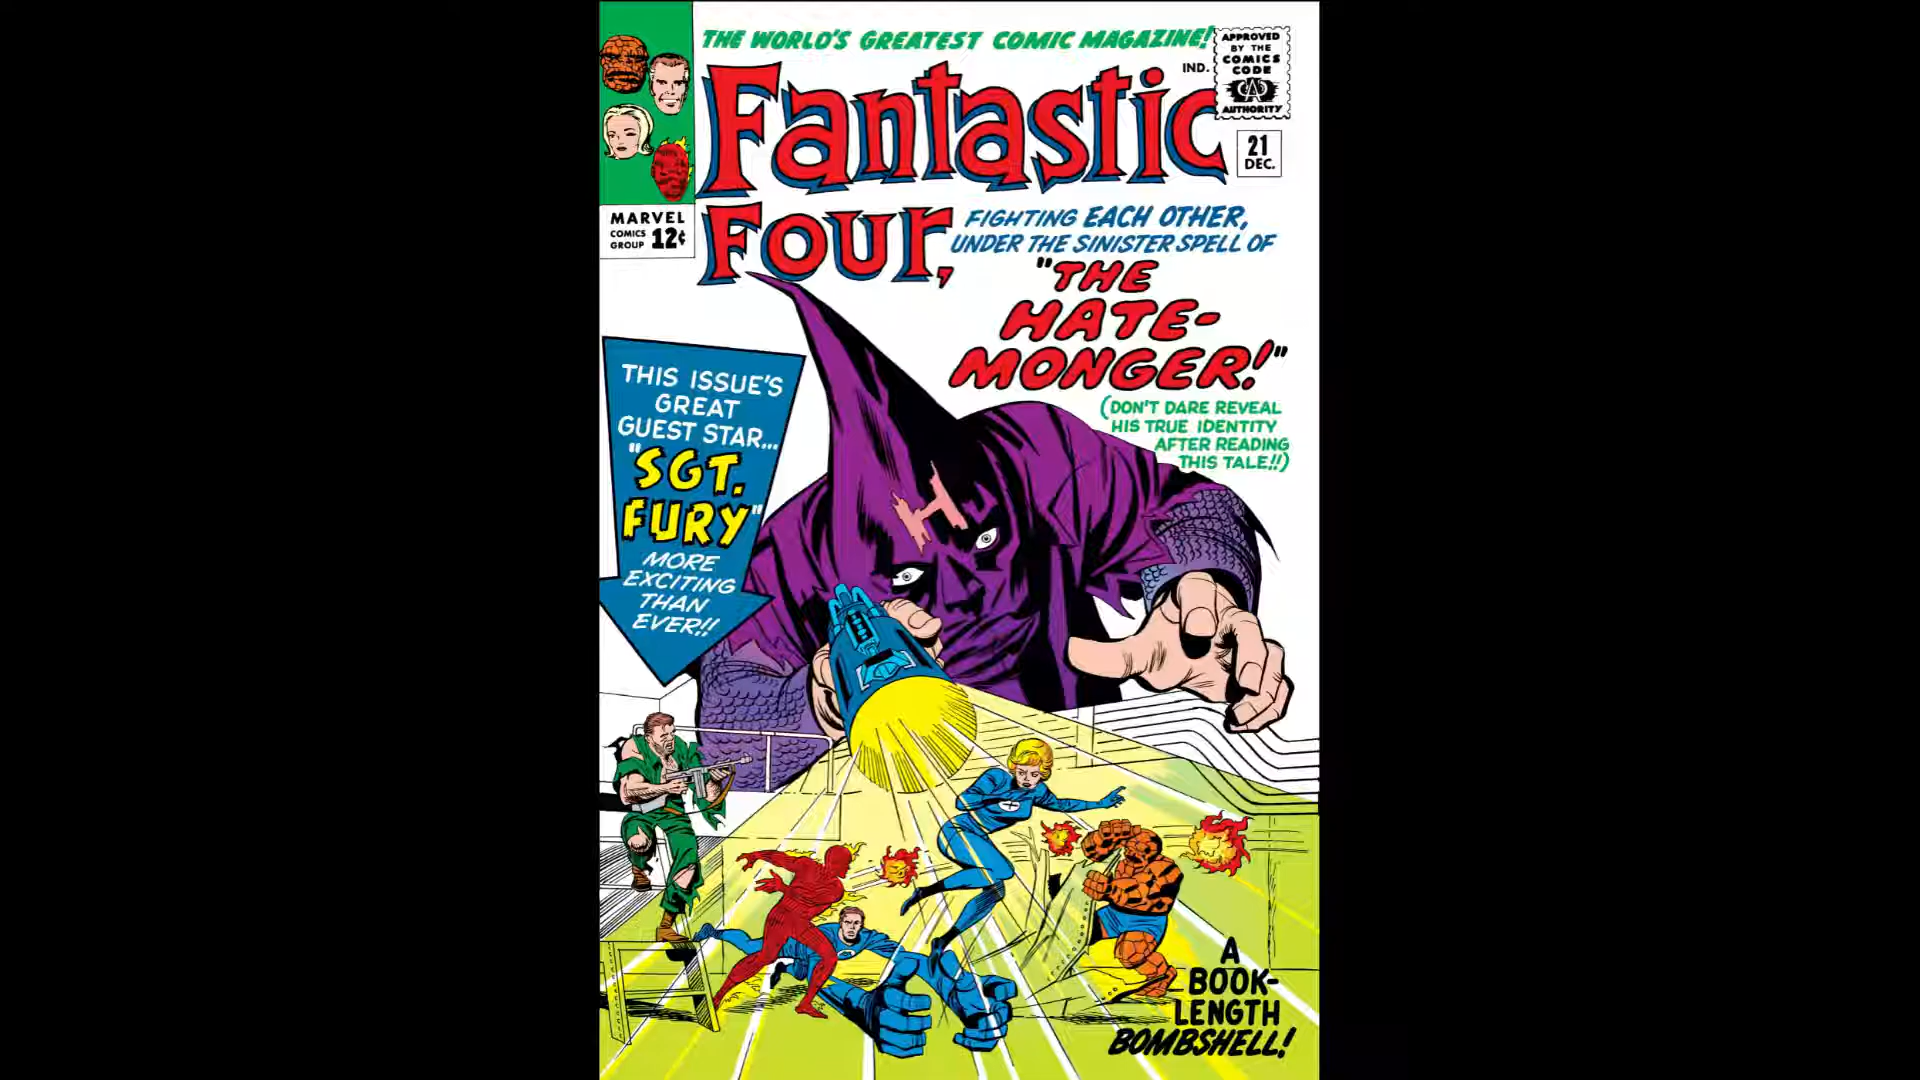 THE WORLD'S GREATEST COMIC MAGAZINE!
IND.
APPROVED
BY THE
COMICS
CODE
CA
AUTHORITY
Fantastic
21
DEC.
MARVEL
COMICS
GROUP 12¢
Four,
FIGHTING EACH OTHER,
UNDER THE SINISTER SPELL OF
"THE
HATE-
MONGER!"
(DON'T DARE REVEAL
HIS TRUE IDENTITY
AFTER READING
THIS TALE!!)
THIS ISSUE'S
GREAT
GUEST STAR...
"SGT.
FURY"
MORE
EXCITING
THAN
EVER!!
H
4
A
BOOK-
LENGTH
BOMBSHELL!